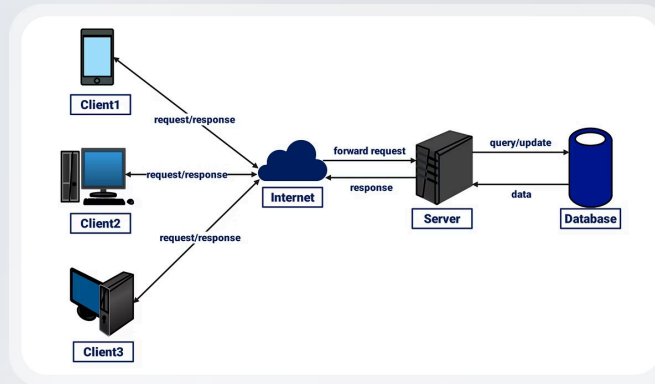 Client1
request/response
forward request
query/update
request/response
Internet
response
data
Client2
Server
Database
request/response
Client3